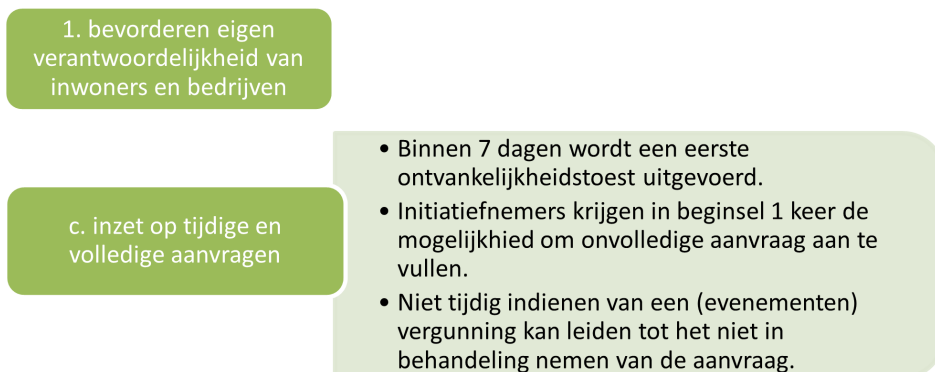 1. bevorderen eigen
verantwoordelijkheid van
inwoners en bedrijven
c. inzet op tijdige en
volledige aanvragen
• Binnen 7 dagen wordt een eerste
ontvankelijkheidstoest uitgevoerd.
• Initiatiefnemers krijgen in beginsel 1 keer de
mogelijkhied om onvolledige aanvraag aan te
vullen.
• Niet tijdig indienen van een (evenementen)
vergunning kan leiden tot het niet in
behandeling nemen van de aanvraag.